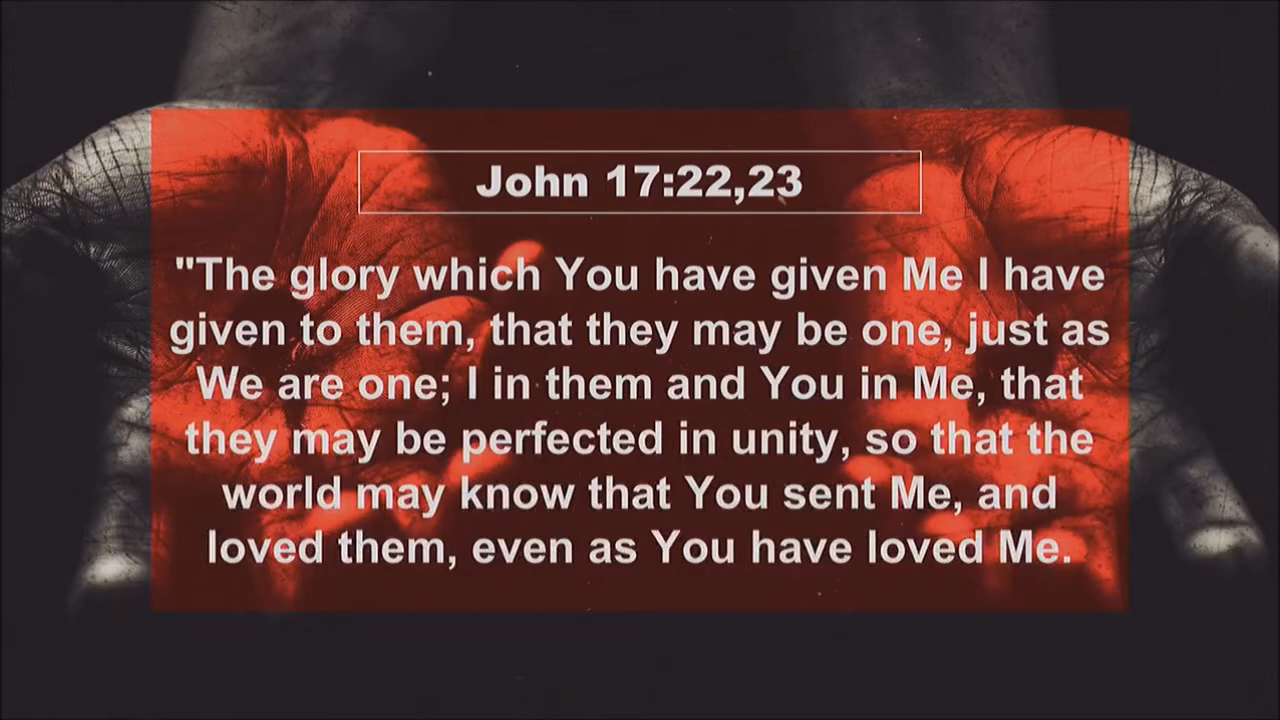 John 17:22,23
"The glory which You have given Me I have
given to them, that they may be one, just as
We are one; I in them and You in Me, that
they may be perfected in unity, so that the
world may know that You sent Me, and
loved them, even as You have loved Me.